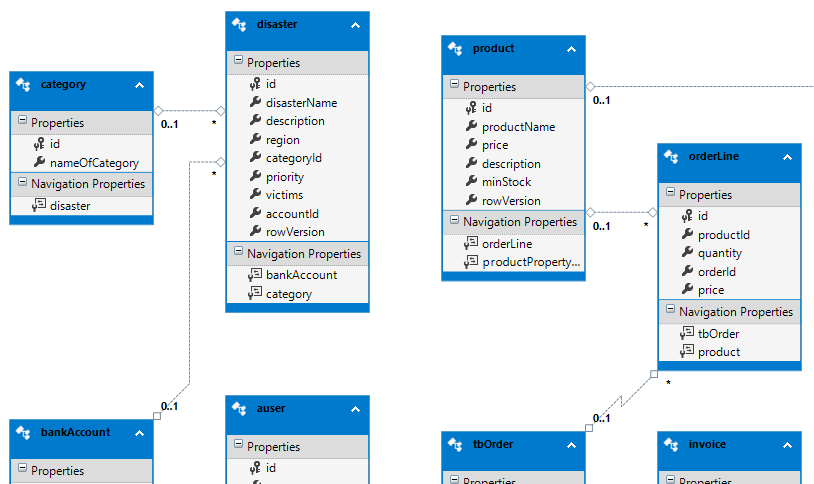 disaster
Properties
id
disasterName
description
region
categoryId
priority
victims
accountId
rowVersion
Navigation Properties
bankAccount
category
category
Properties
id
nameOfCategory
Navigation Properties
disaster
0..1
*
*
0..1
product
Properties
id
productName
price
description
minStock
rowVersion
Navigation Properties
orderLine
productProperty...
0..1
0..1
*
orderLine
Properties
id
productId
quantity
orderId
price
Navigation Properties
tbOrder
product
*
0..1
bankAccount
Properties
auser
Properties
id
tbOrder
Properties
invoice
Properties